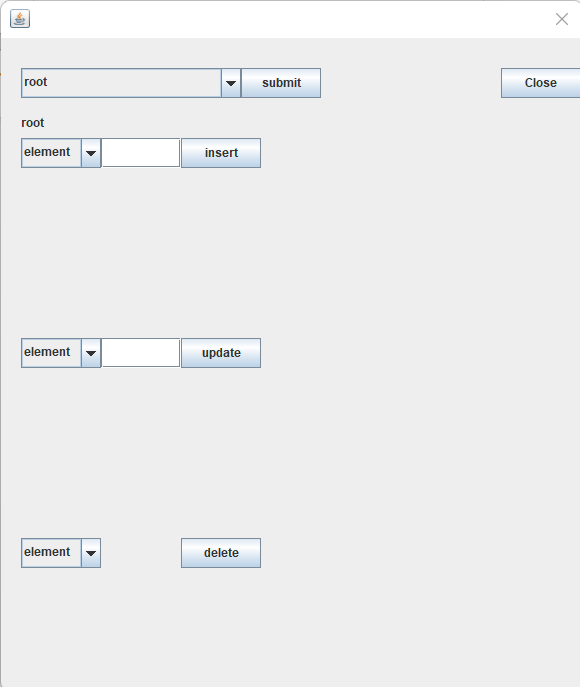 root submit Close
root
element insert
element update
element delete